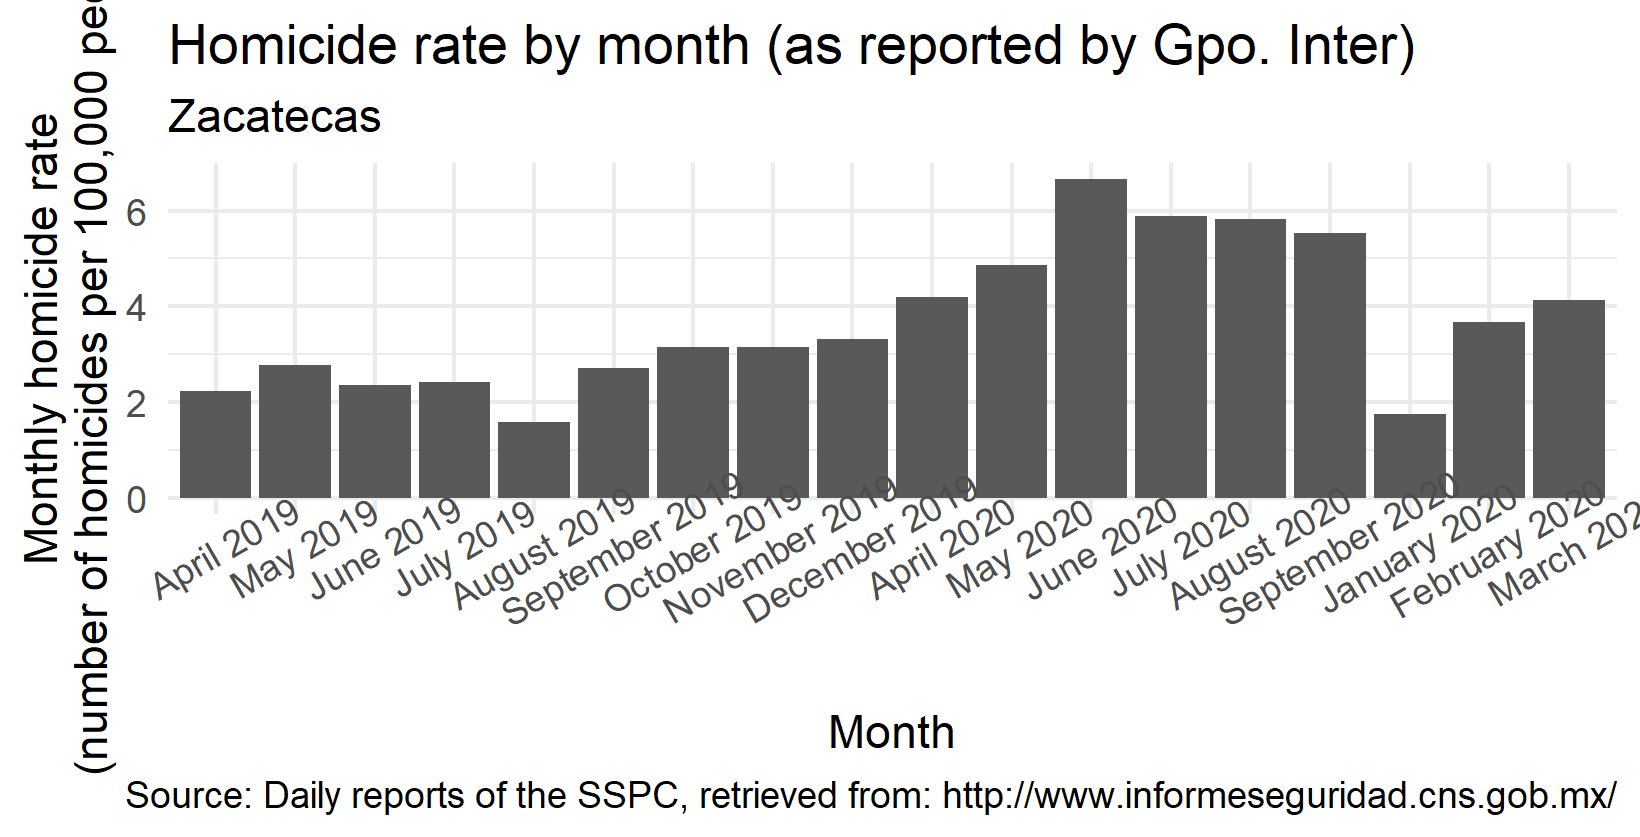 Homicide rate by month (as reported by Gpo. Inter)
Zacatecas
Monthly homicide rate
(number of homicides per 100,000
6
4
2
0
April 2019
May 2019
June 2019
July 2019
August 2019
September 2019
October 2019
November 2019
December 2019
April 2020
May 2020
June 2020
July 2020
August 2020
September 2020
January 2020
February 2020
March 202
Month
Source: Daily reports of the SSPC, retrieved from: http://www.informeseguridad.cns.gob.mx/